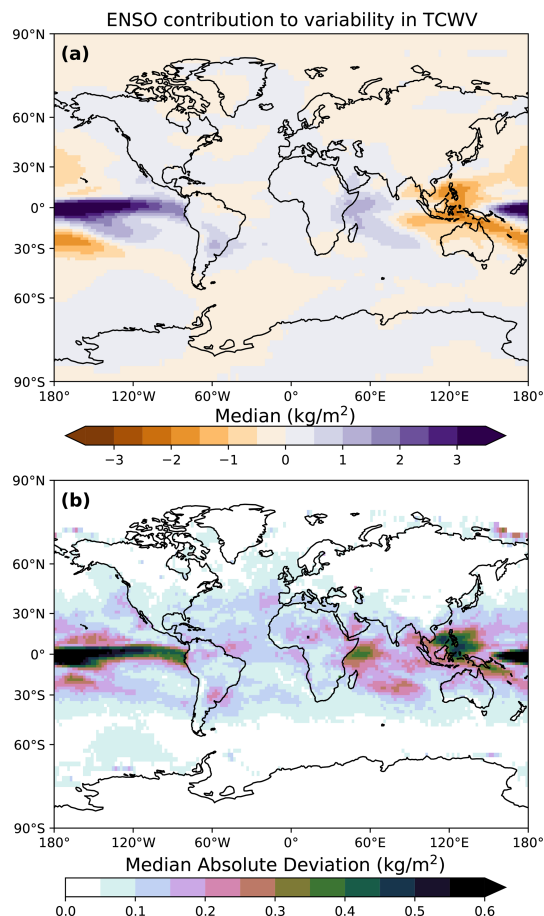 ENSO contribution to variability in TCWV
(a)
90°N
60°N
30°N
0°
30°S
60°S
90°S
180° 120°W 60°W 0° 60°E 120°E 180°
Median (kg/m²)
−3 −2 −1 0 1 2 3
(b)
90°N
60°N
30°N
0°
30°S
60°S
90°S
180° 120°W 60°W 0° 60°E 120°E 180°
Median Absolute Deviation (kg/m²)
0.0 0.1 0.2 0.3 0.4 0.5 0.6